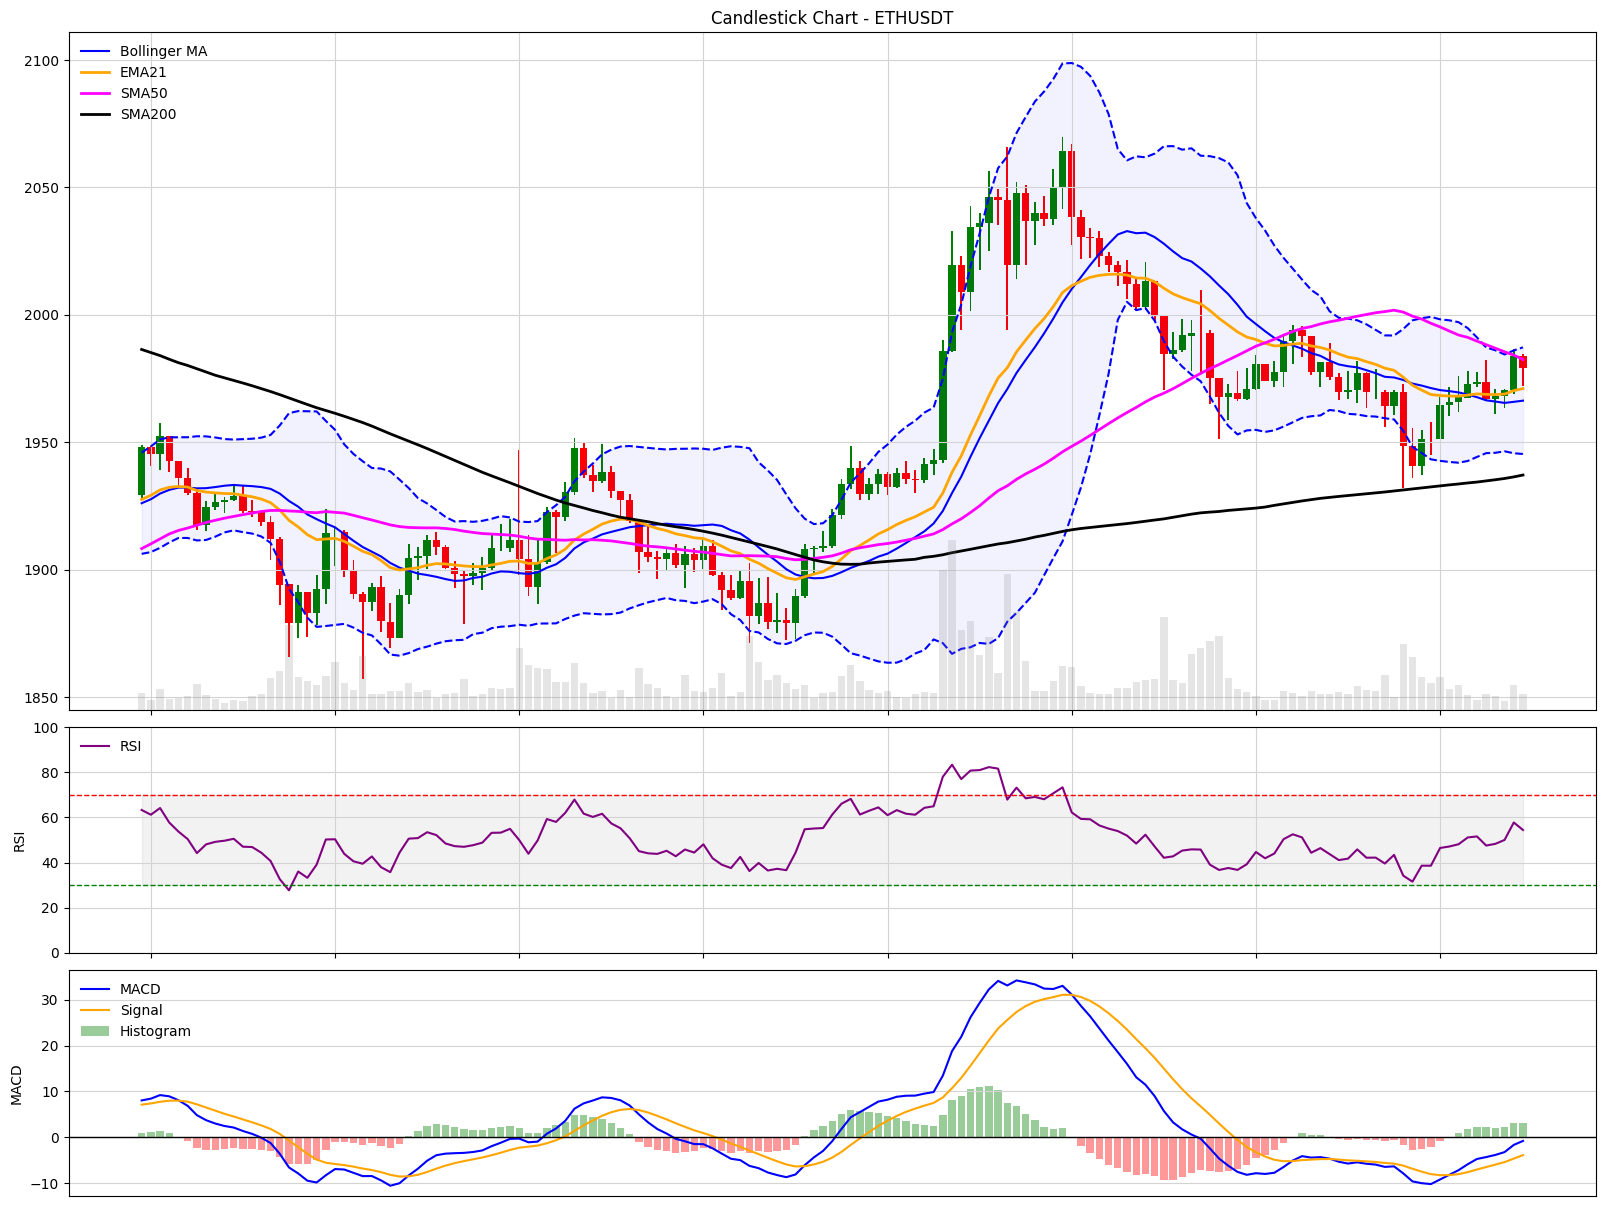 Candlestick Chart - ETHUSDT
Bollinger MA
EMA21
SMA50
SMA200
2100
2050
2000
1950
1900
1850
RSI
100
80
60
40
20
0
RSI
MACD
Signal
Histogram
30
20
10
0
−10
MACD